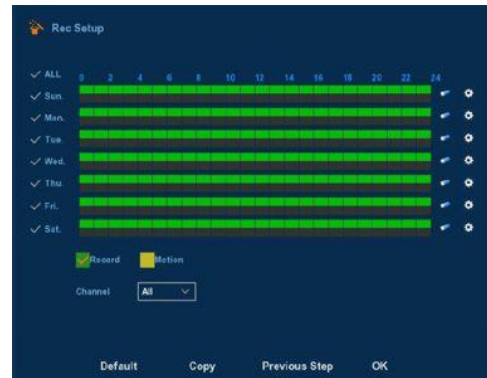 Rec Setup
ALL 0 2 4 6 8 10 12 14 16 18 20 22 24
Sun.
Mon.
Tue.
Wed.
Thu.
Fri.
Sat.
Record Motion
Channel All
Default Copy Previous Step OK